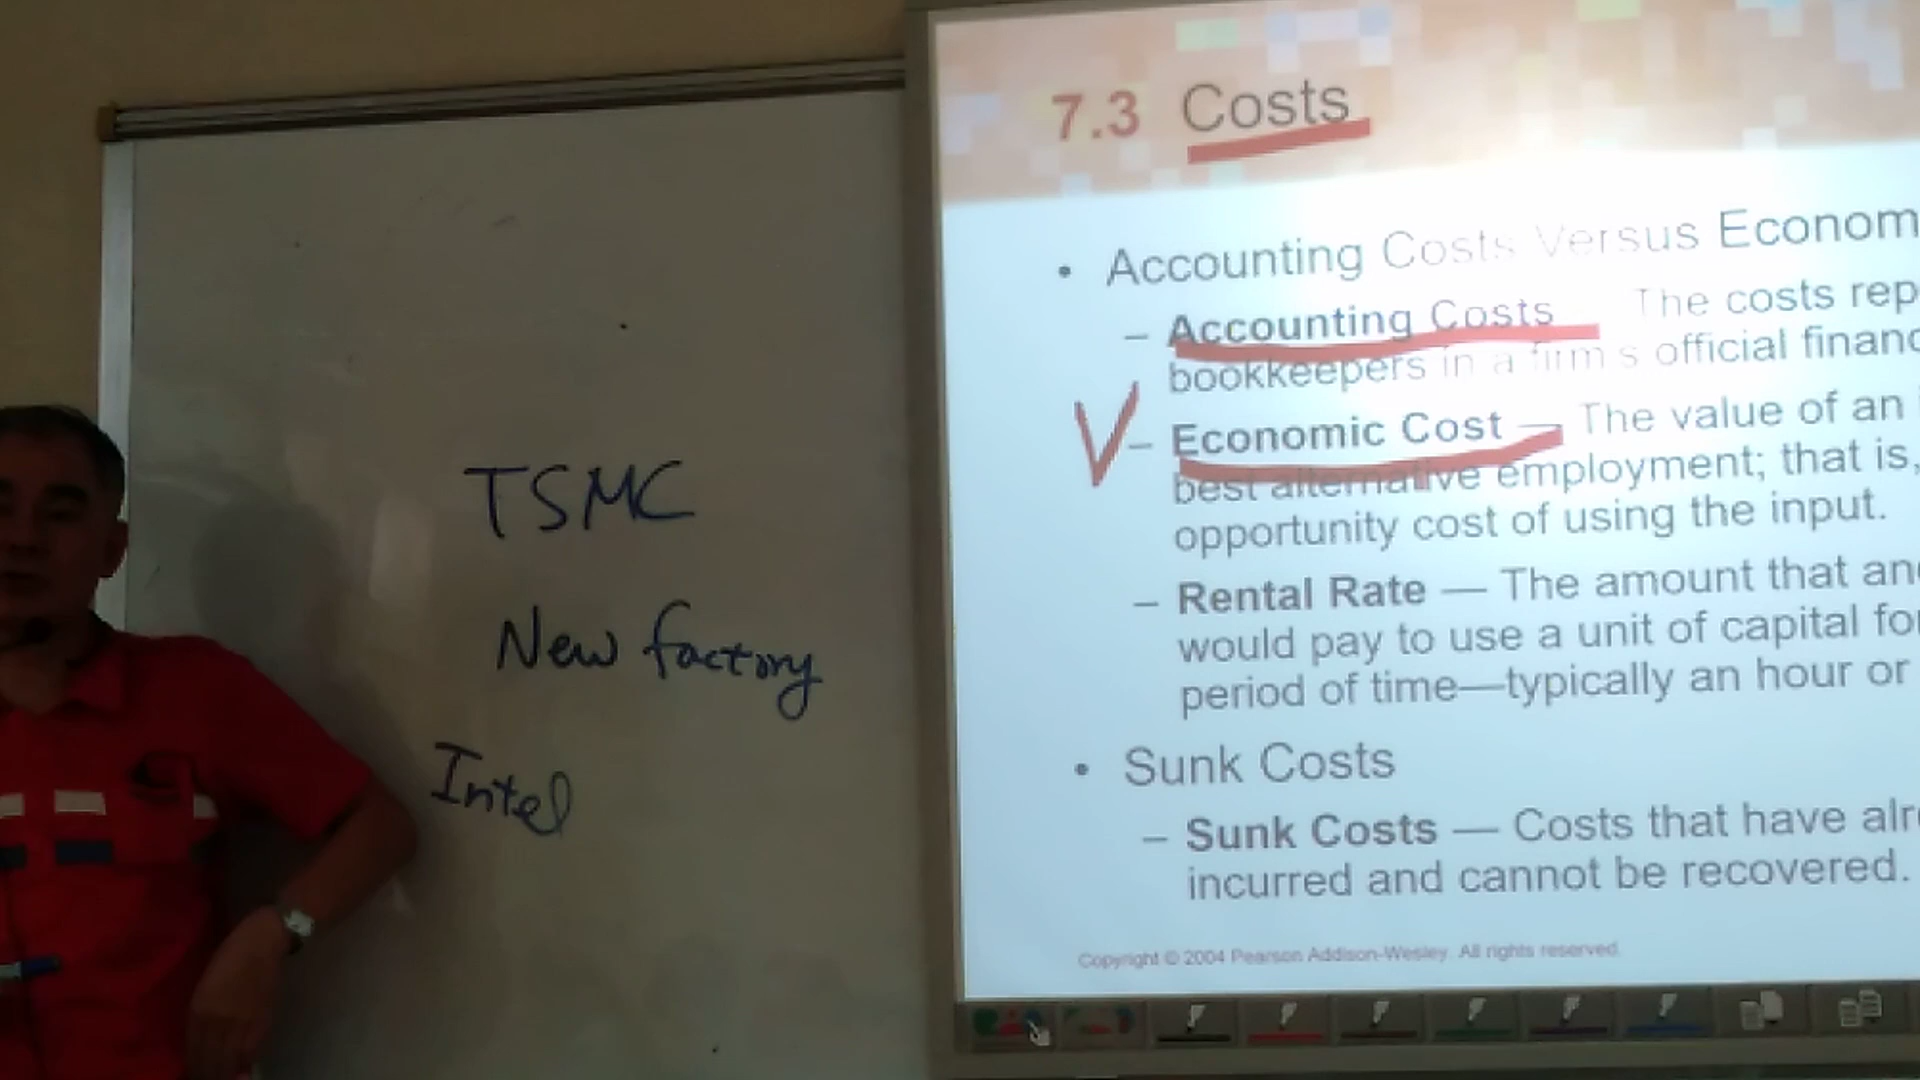 TSMC
New factory
Intel
7.3 Costs
• Accounting Costs Versus Econom
– Accounting Costs The costs rep
bookkeepers in a firm s official financ
– Economic Cost — The value of an
best alternative employment; that is,
opportunity cost of using the input.
– Rental Rate — The amount that an
would pay to use a unit of capital fo
period of time—typically an hour or
• Sunk Costs
– Sunk Costs — Costs that have alr
incurred and cannot be recovered.
Copyright © 2004 Pearson Addison-Wesley. All rights reserved.